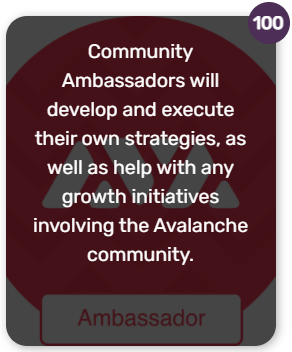 100
Community
Ambassadors will
develop and execute
their own strategies, as
well as help with any
growth initiatives
involving the Avalanche
community.
Ambassador